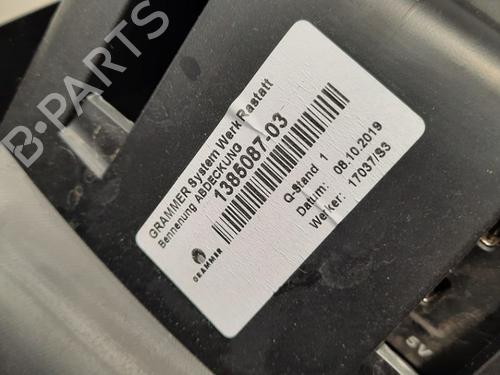 GRAMMER System Werk Rastatt
Bennenung ABDECKUNG
1385087-03
GRAMMER
Q-Stand 1
Datum: 08.10.2019
Werker: 17037/S3
B-PARTS
5V